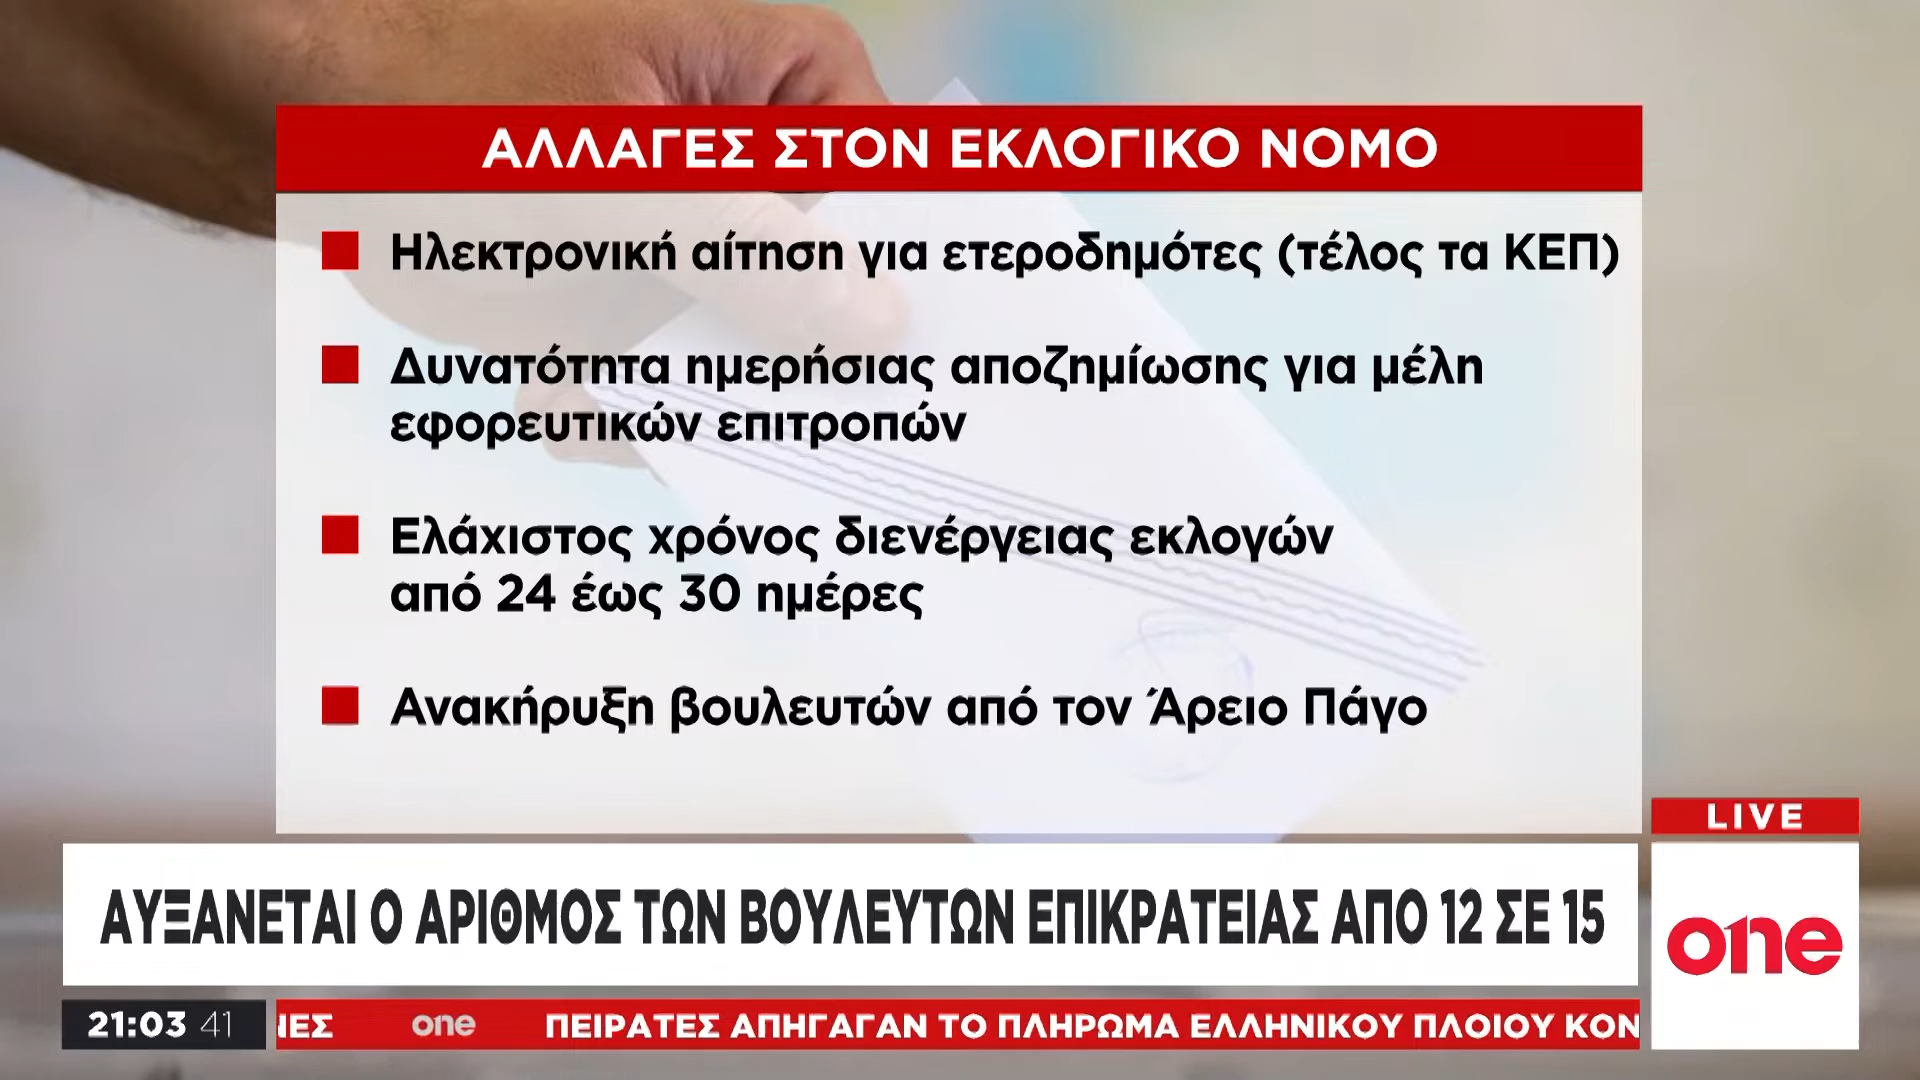 ΑΛΛΑΓΕΣ ΣΤΟΝ ΕΚΛΟΓΙΚΟ ΝΟΜΟ
Ηλεκτρονική αίτηση για ετεροδημότες (τέλος τα ΚΕΠ)
Δυνατότητα ημερήσιας αποζημίωσης για μέλη
εφορευτικών επιτροπών
Ελάχιστος χρόνος διενέργειας εκλογών
από 24 έως 30 ημέρες
Ανακήρυξη βουλευτών από τον Άρειο Πάγο
LIVE
ΑΥΞΑΝΕΤΑΙ Ο ΑΡΙΘΜΟΣ ΤΩΝ ΒΟΥΛΕΥΤΩΝ ΕΠΙΚΡΑΤΕΙΑΣ ΑΠΟ 12 ΣΕ 15
one
21:03 41
ΕΣ one ΠΕΙΡΑΤΕΣ ΑΠΗΓΑΓΑΝ ΤΟ ΠΛΗΡΩΜΑ ΕΛΛΗΝΙΚΟΥ ΠΛΟΙΟΥ ΚΟΝ